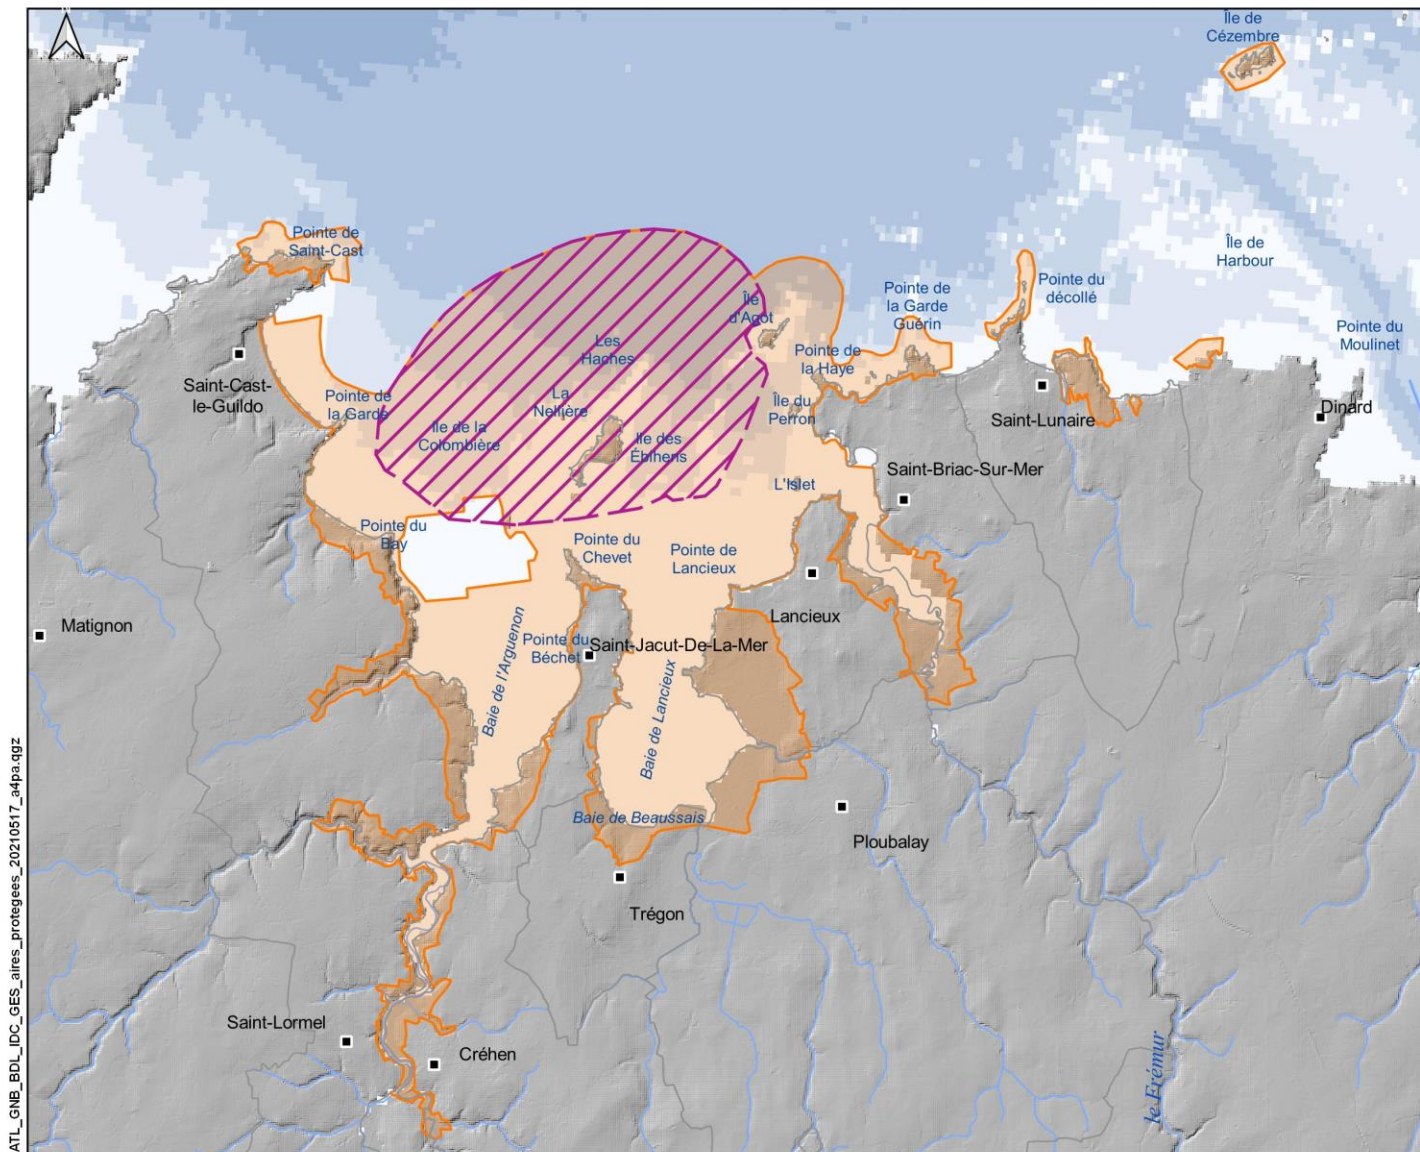 N
Île de
Cézembre
Pointe de
Saint-Cast
Île de
Harbour
Pointe du
décollé
Pointe de
la Garde
Guérin
Île
d'Agot
Pointe du
Moulinet
Les
Haches
Pointe de
la Haye
Saint-Cast-
le-Guildo
Pointe de
la Garde
La
Nellière
Île du
Perron
Saint-Lunaire
Dinard
Ile de la
Colombière
Ile des
Ébihens
L'Islet
Saint-Briac-Sur-Mer
Pointe du
Bay
Pointe du
Chevet
Pointe de
Lancieux
Lancieux
Matignon
Baie de l'Arguenon
Pointe du
Béchet
Saint-Jacut-De-La-Mer
Baie de Lancieux
Baie de Beaussais
Ploubalay
Trégon
Saint-Lormel
Créhen
le Frémur
ATL_GNB_BDL_IDC_GES_aires_protegees_20210517_a4pa.qgz